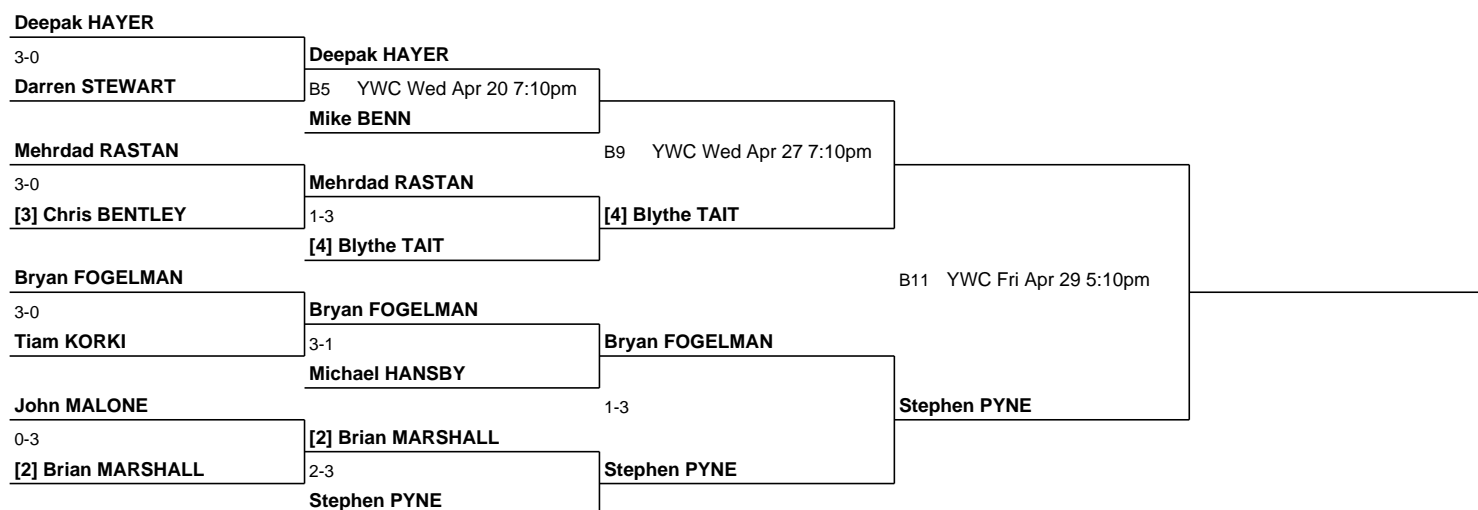 Deepak HAYER
3-0
Deepak HAYER
Darren STEWART
B5 YWC Wed Apr 20 7:10pm
Mike BENN
Mehrdad RASTAN
B9 YWC Wed Apr 27 7:10pm
3-0
Mehrdad RASTAN
[3] Chris BENTLEY
1-3
[4] Blythe TAIT
[4] Blythe TAIT
Bryan FOGELMAN
B11 YWC Fri Apr 29 5:10pm
3-0
Bryan FOGELMAN
Tiam KORKI
3-1
Bryan FOGELMAN
Michael HANSBY
John MALONE
1-3
Stephen PYNE
0-3
[2] Brian MARSHALL
[2] Brian MARSHALL
2-3
Stephen PYNE
Stephen PYNE